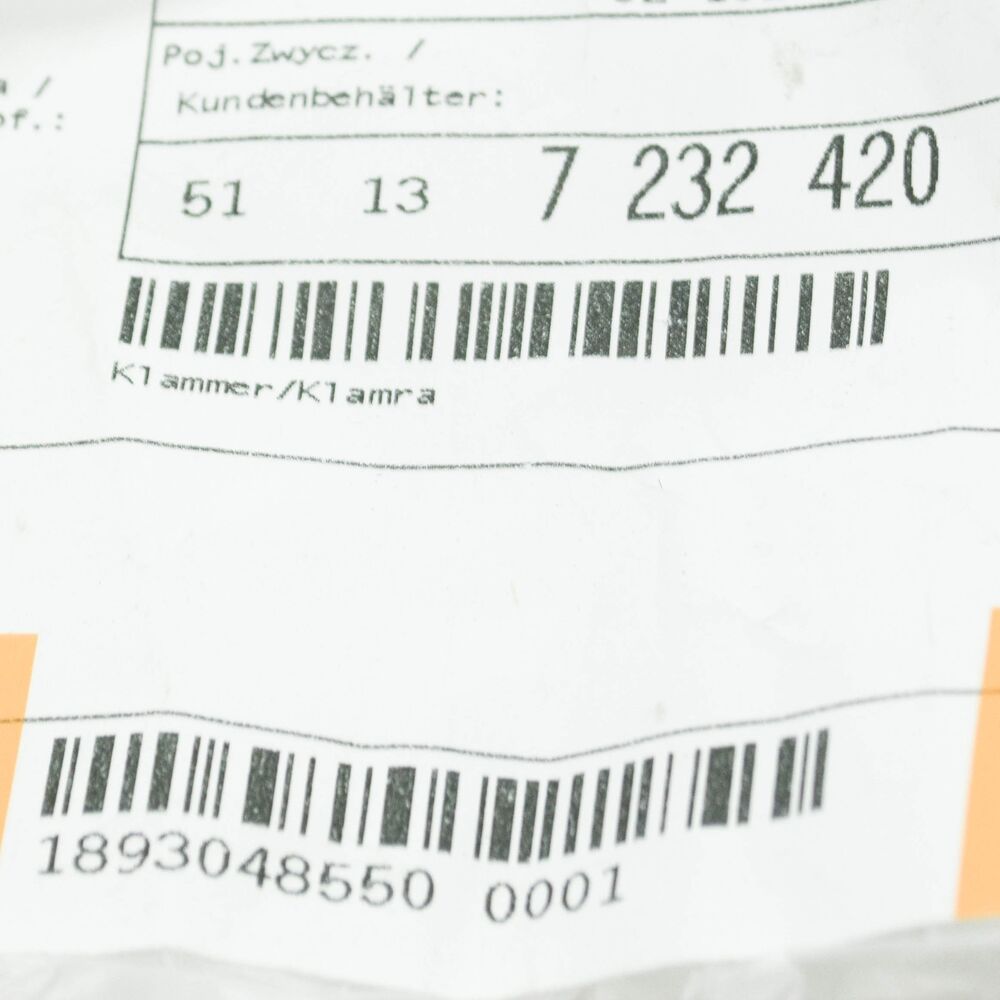 Poj.Zwycz. /
Kundenbehälter:
51 13 7 232 420
Klammer/Klamra
1893048550 0001